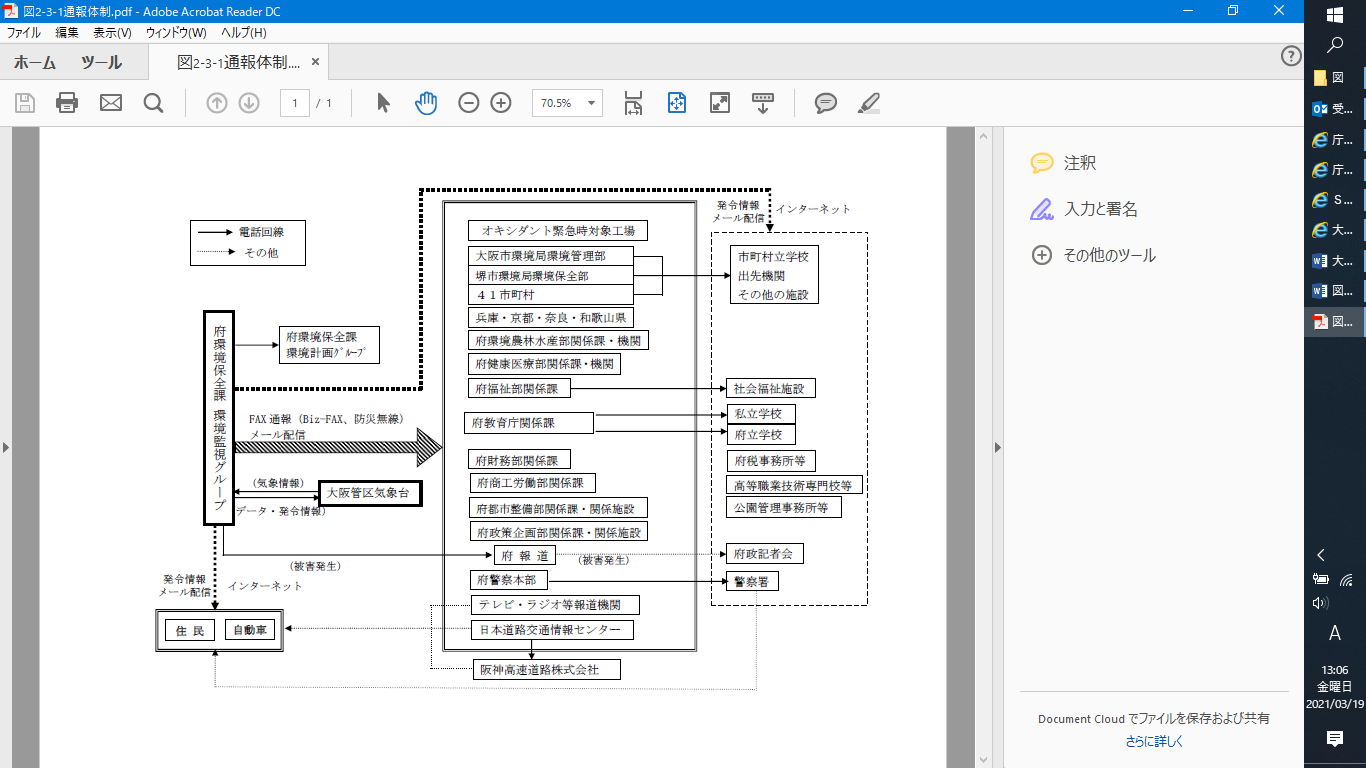 図2-3-1通報体制.pdf - Adobe Acrobat Reader DC
ファイル 編集 表示(V) ウィンドウ(W) ヘルプ(H)
ホーム ツール 図2-3-1通報体制.... ×
1 / 1 70.5%
注釈
入力と署名
その他のツール
Document Cloud でファイルを保存および共有
さらに詳しく
電話回線
その他
発令情報
メール配信
インターネット
府環境保全課 環境監視グループ
府環境保全課
環境計画ｸﾞﾙｰﾌﾟ
FAX 通報（Biz-FAX、防災無線）
メール配信
（気象情報）
大阪管区気象台
データ・発令情報）
（被害発生）
発令情報
メール配信
インターネット
住 民
自動車
オキシダント緊急時対象工場
大阪市環境局環境管理部
堺市環境局環境保全部
４１市町村
兵庫・京都・奈良・和歌山県
府環境農林水産部関係課・機関
府健康医療部関係課・機関
府福祉部関係課
府教育庁関係課
府財務部関係課
府商工労働部関係課
府都市整備部関係課・関係施設
府政策企画部関係課・関係施設
府 報 道
（被害発生）
府警察本部
テレビ・ラジオ等報道機関
日本道路交通情報センター
阪神高速道路株式会社
市町村立学校
出先機関
その他の施設
社会福祉施設
私立学校
府立学校
府税事務所等
高等職業技術専門校等
公園管理事務所等
府政記者会
警察署
図
受...
庁...
庁...
S...
大...
大...
図...
図...
A
13:06
金曜日
2021/03/19